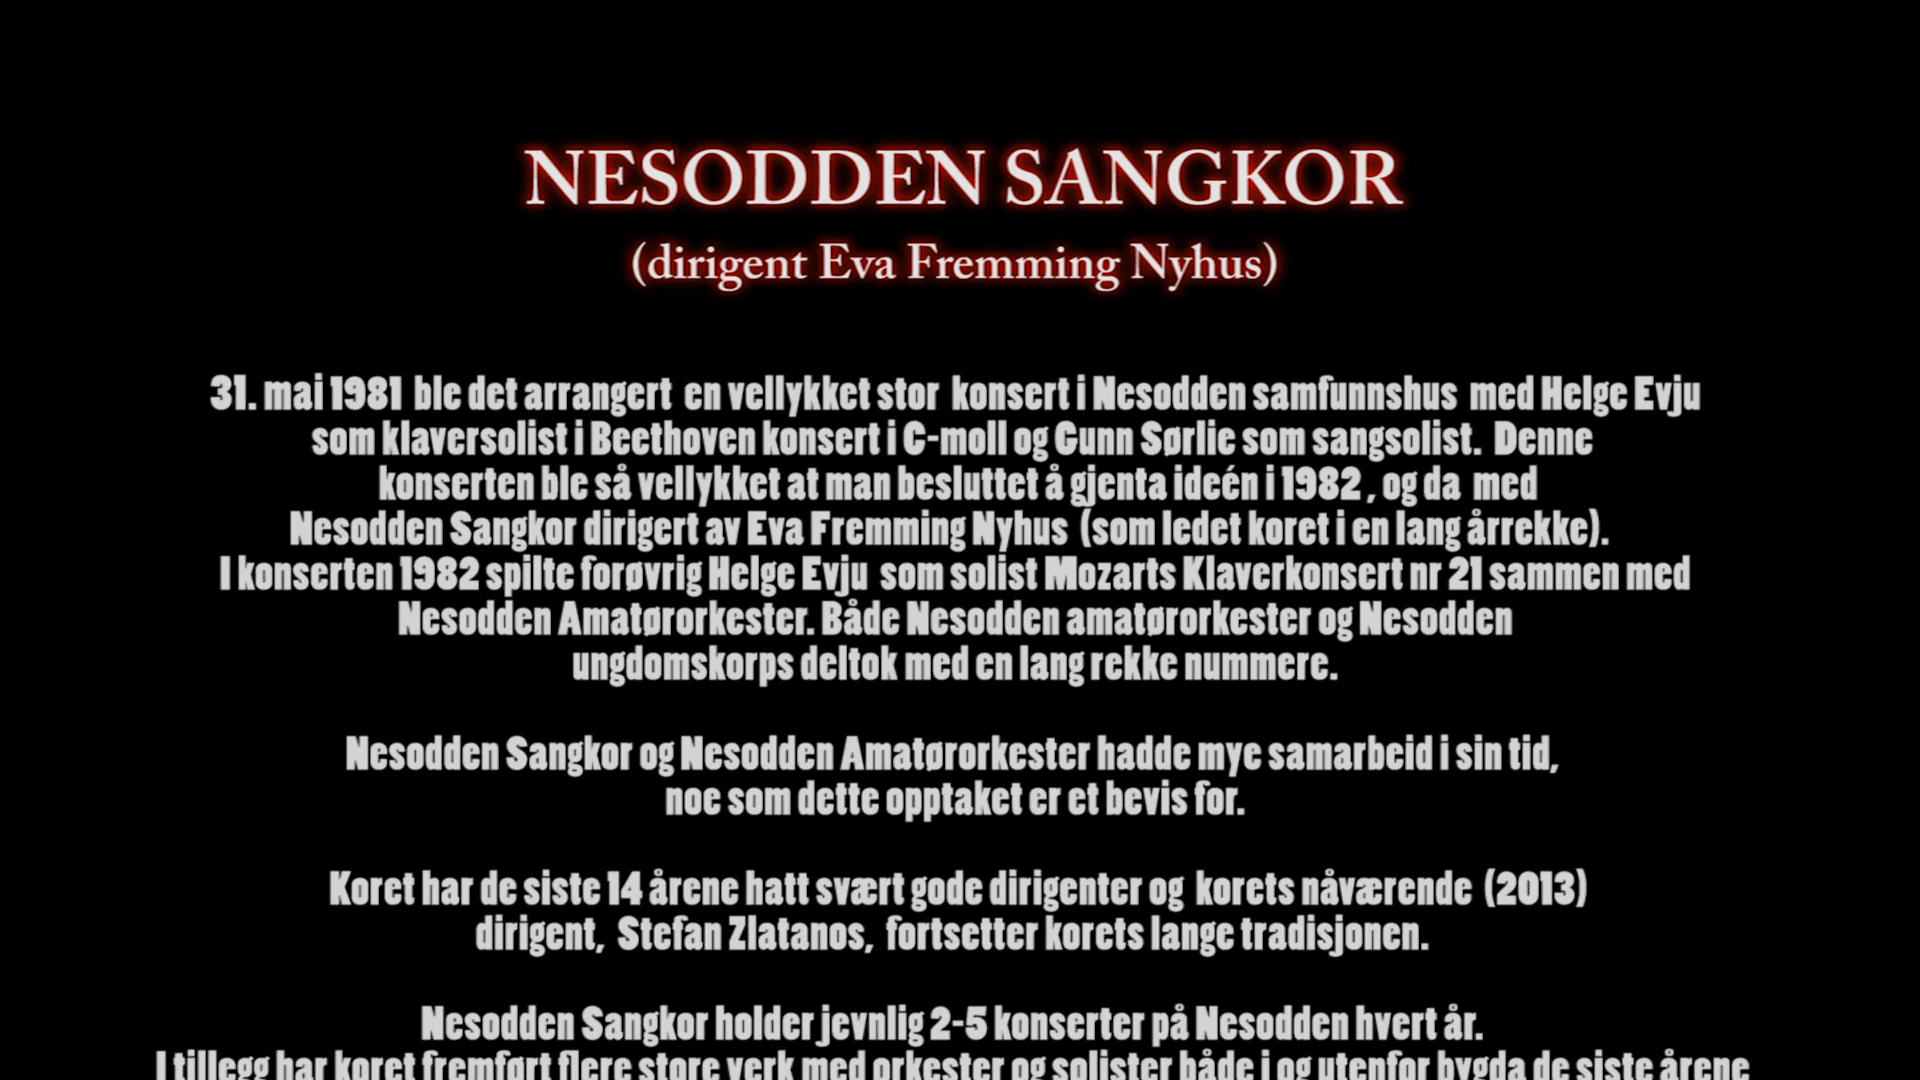 NESODDEN SANGKOR
(dirigent Eva Fremming Nyhus)
31. mai 1981 ble det arrangert en vellykket stor konsert i Nesodden samfunnshus med Helge Evju
som klaversolist i Beethoven konsert i C-moll og Gunn Sørlie som sangsolist. Denne
konserten ble så vellykket at man besluttet å gjenta ideén i 1982 , og da med
Nesodden Sangkor dirigert av Eva Fremming Nyhus (som ledet koret i en lang årrekke).
I konserten 1982 spilte forøvrig Helge Evju som solist Mozarts Klaverkonsert nr 21 sammen med
Nesodden Amatørorkester. Både Nesodden amatørorkester og Nesodden
ungdomskorps deltok med en lang rekke nummere.
Nesodden Sangkor og Nesodden Amatørorkester hadde mye samarbeid i sin tid,
noe som dette opptaket er et bevis for.
Koret har de siste 14 årene hatt svært gode dirigenter og korets nåværende (2013)
dirigent, Stefan Zlatanos, fortsetter korets lange tradisjonen.
Nesodden Sangkor holder jevnlig 2-5 konserter på Nesodden hvert år.
I tillegg har koret fremført flere store verk med orkester og solister både i og utenfor bygda de siste årene